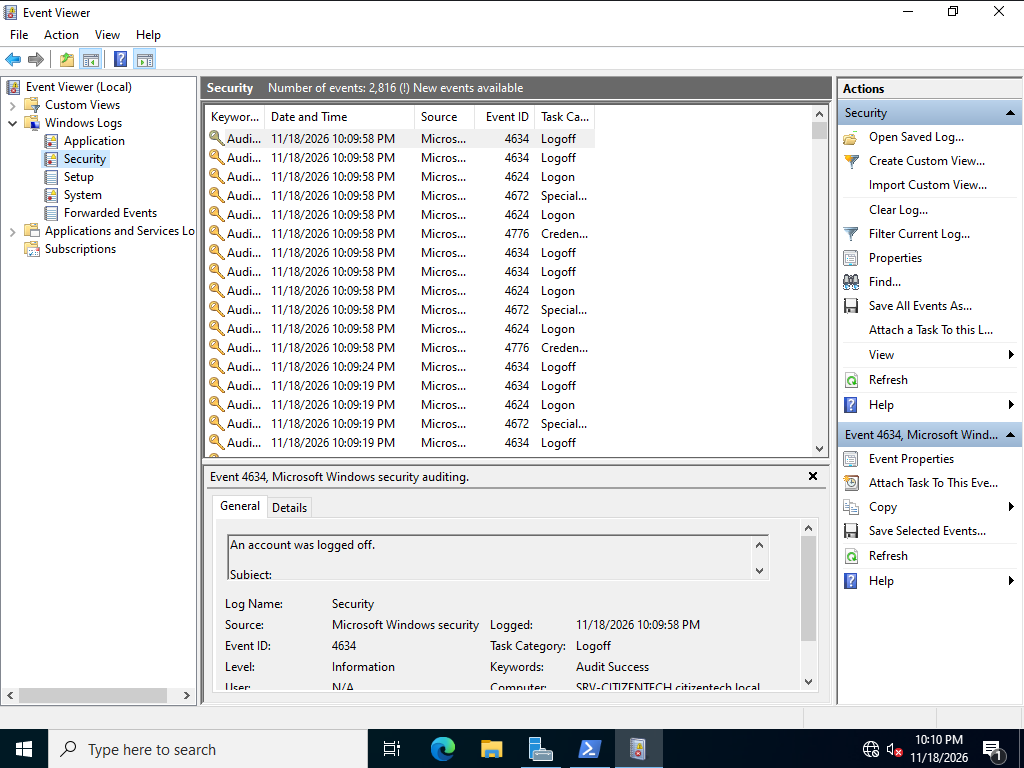 Event Viewer
File Action View Help
Event Viewer (Local)
Custom Views
Windows Logs
Application
Security
Setup
System
Forwarded Events
Applications and Services Lo
Subscriptions
Security Number of events: 2,816 (!) New events available
Keywor... Date and Time Source Event ID Task Ca...
Audi... 11/18/2026 10:09:58 PM Micros... 4634 Logoff
Audi... 11/18/2026 10:09:58 PM Micros... 4634 Logoff
Audi... 11/18/2026 10:09:58 PM Micros... 4624 Logon
Audi... 11/18/2026 10:09:58 PM Micros... 4672 Special...
Audi... 11/18/2026 10:09:58 PM Micros... 4624 Logon
Audi... 11/18/2026 10:09:58 PM Micros... 4776 Creden...
Audi... 11/18/2026 10:09:58 PM Micros... 4634 Logoff
Audi... 11/18/2026 10:09:58 PM Micros... 4634 Logoff
Audi... 11/18/2026 10:09:58 PM Micros... 4624 Logon
Audi... 11/18/2026 10:09:58 PM Micros... 4672 Special...
Audi... 11/18/2026 10:09:58 PM Micros... 4624 Logon
Audi... 11/18/2026 10:09:58 PM Micros... 4776 Creden...
Audi... 11/18/2026 10:09:24 PM Micros... 4634 Logoff
Audi... 11/18/2026 10:09:19 PM Micros... 4634 Logoff
Audi... 11/18/2026 10:09:19 PM Micros... 4624 Logon
Audi... 11/18/2026 10:09:19 PM Micros... 4672 Special...
Audi... 11/18/2026 10:09:19 PM Micros... 4634 Logoff
Event 4634, Microsoft Windows security auditing.
General Details
An account was logged off.
Subject:
Log Name: Security
Source: Microsoft Windows security Logged: 11/18/2026 10:09:58 PM
Event ID: 4634 Task Category: Logoff
Level: Information Keywords: Audit Success
User: N/A Computer: SRV-CITIZENTECH.citizentech.local
Actions
Security
Open Saved Log...
Create Custom View...
Import Custom View...
Clear Log...
Filter Current Log...
Properties
Find...
Save All Events As...
Attach a Task To this L...
View
Refresh
Help
Event 4634, Microsoft Wind...
Event Properties
Attach Task To This Eve...
Copy
Save Selected Events...
Refresh
Help
Type here to search
10:10 PM
11/18/2026
1